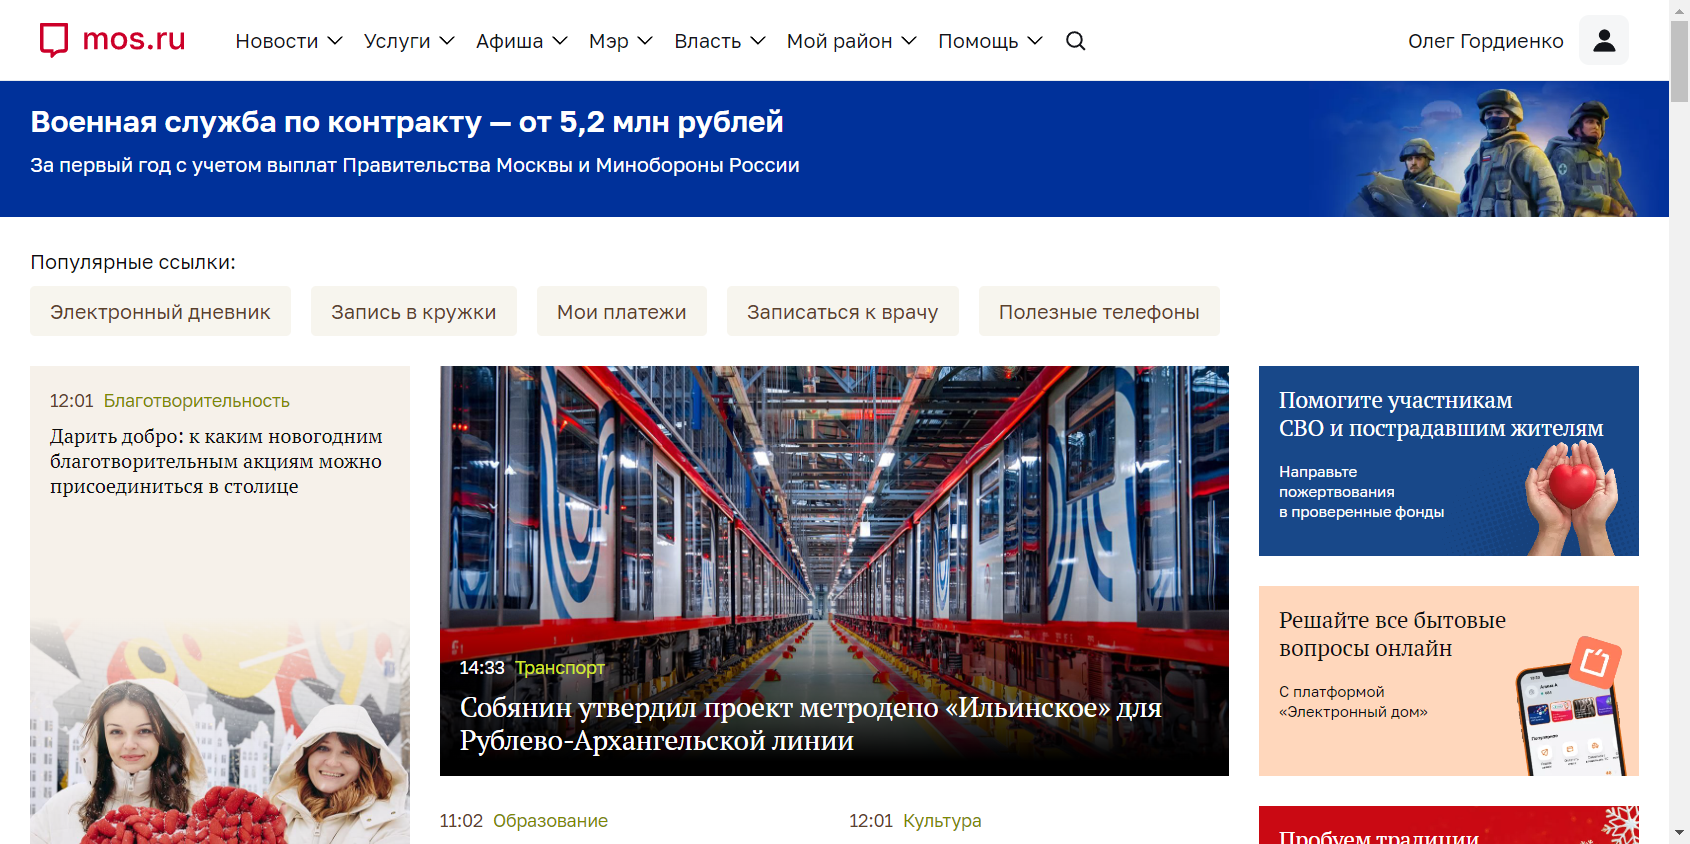 mos.ru
Новости Услуги Афиша Мэр Власть Мой район Помощь
Олег Гордиенко
Военная служба по контракту — от 5,2 млн рублей
За первый год с учетом выплат Правительства Москвы и Минобороны России
Популярные ссылки:
Электронный дневник
Запись в кружки
Мои платежи
Записаться к врачу
Полезные телефоны
12:01 Благотворительность
Дарить добро: к каким новогодним
благотворительным акциям можно
присоединиться в столице
14:33 Транспорт
Собянин утвердил проект метродепо «Ильинское» для
Рублево-Архангельской линии
11:02 Образование
12:01 Культура
Помогите участникам
СВО и пострадавшим жителям
Направьте
пожертвования
в проверенные фонды
Решайте все бытовые
вопросы онлайн
С платформой
«Электронный дом»
Пробуем традиции